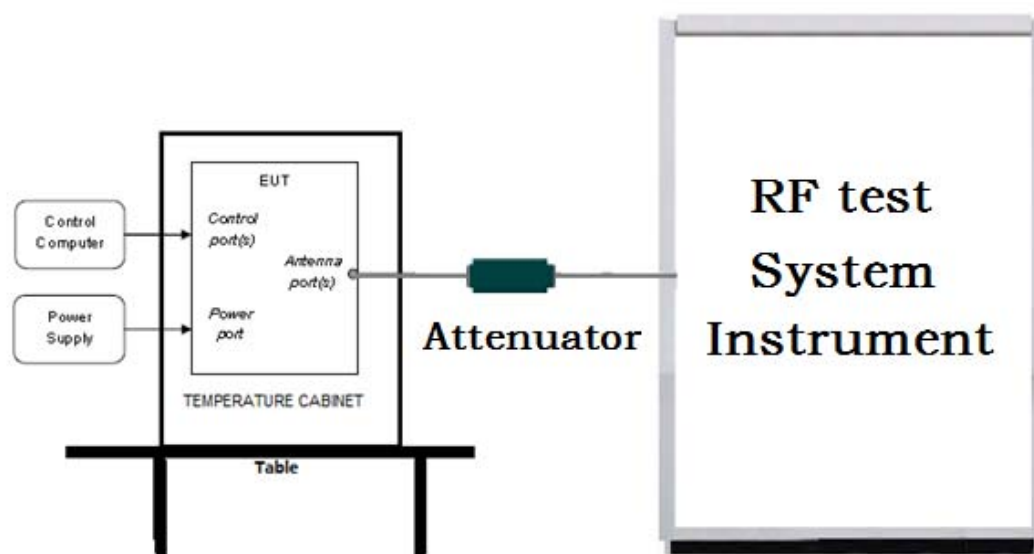 Control
Computer
Power
Supply
EUT
Control
port(s)
Antenna
port(s)
Power
port
TEMPERATURE CABINET
Table
Attenuator
RF test
System
Instrument